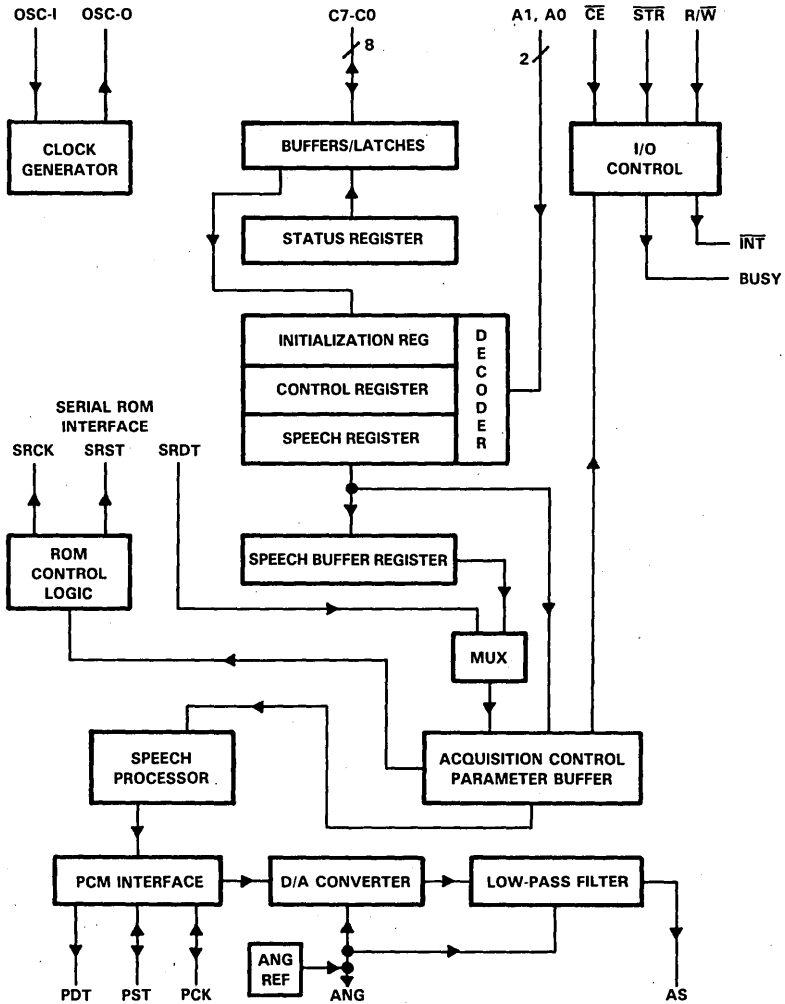 OSC-I OSC-O C7-C0 A1, A0 CE STR R/W
8
2
CLOCK
GENERATOR
BUFFERS/LATCHES
I/O
CONTROL
STATUS REGISTER
INT
BUSY
INITIALIZATION REG
CONTROL REGISTER
SPEECH REGISTER
DECODER
SERIAL ROM
INTERFACE
SRCK SRST SRDT
ROM
CONTROL
LOGIC
SPEECH BUFFER REGISTER
MUX
SPEECH
PROCESSOR
ACQUISITION CONTROL
PARAMETER BUFFER
PCM INTERFACE
D/A CONVERTER
LOW-PASS FILTER
ANG
REF
PDT PST PCK ANG AS